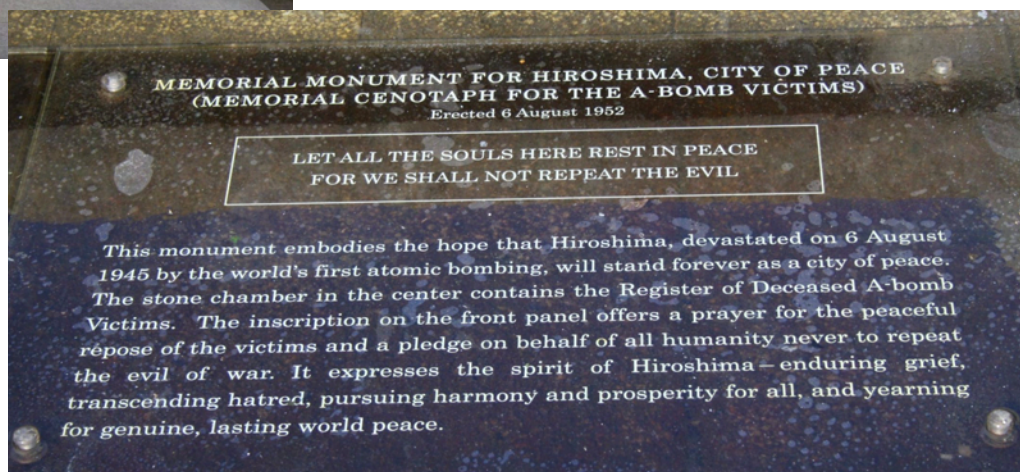 MEMORIAL MONUMENT FOR HIROSHIMA, CITY OF PEACE
(MEMORIAL CENOTAPH FOR THE A-BOMB VICTIMS)
Erected 6 August 1952
LET ALL THE SOULS HERE REST IN PEACE
FOR WE SHALL NOT REPEAT THE EVIL
This monument embodies the hope that Hiroshima, devastated on 6 August
1945 by the world's first atomic bombing, will stand forever as a city of peace.
The stone chamber in the center contains the Register of Deceased A-bomb
Victims. The inscription on the front panel offers a prayer for the peaceful
repose of the victims and a pledge on behalf of all humanity never to repeat
the evil of war. It expresses the spirit of Hiroshima — enduring grief,
transcending hatred, pursuing harmony and prosperity for all, and yearning
for genuine, lasting world peace.